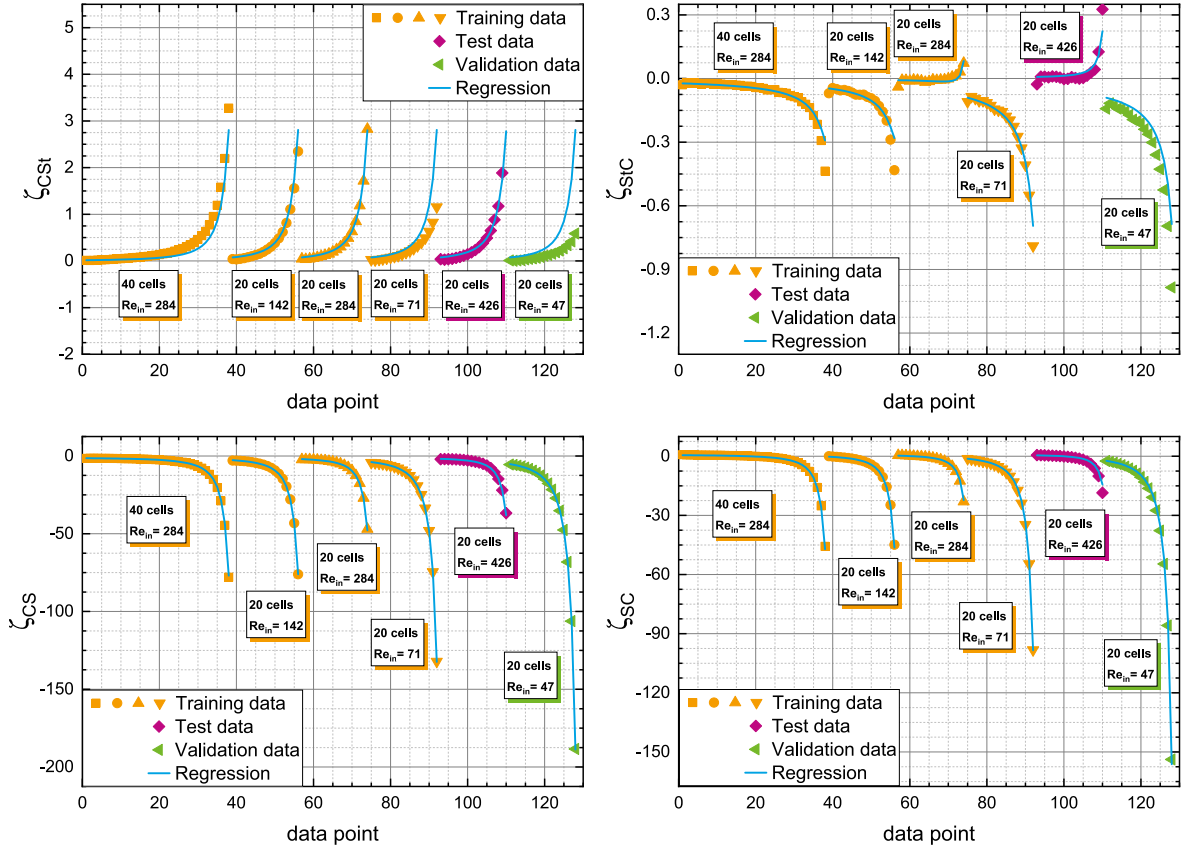 Training data
Test data
Validation data
Regression
5
4
3
2
1
0
-1
-2
ζCSt
40 cells
Rein= 284
20 cells
Rein= 142
20 cells
Rein= 284
20 cells
Rein= 71
20 cells
Rein= 426
20 cells
Rein= 47
0 20 40 60 80 100 120
data point
0.3
0.0
-0.3
-0.6
-0.9
-1.2
ζStC
40 cells
Rein= 284
20 cells
Rein= 142
20 cells
Rein= 284
20 cells
Rein= 426
20 cells
Rein= 71
20 cells
Rein= 47
Training data
Test data
Validation data
Regression
0 20 40 60 80 100 120
data point
0
-50
-100
-150
-200
ζCS
40 cells
Rein= 284
20 cells
Rein= 142
20 cells
Rein= 284
20 cells
Rein= 71
20 cells
Rein= 426
20 cells
Rein= 47
Training data
Test data
Validation data
Regression
0 20 40 60 80 100 120
data point
0
-30
-60
-90
-120
-150
ζSC
40 cells
Rein= 284
20 cells
Rein= 142
20 cells
Rein= 284
20 cells
Rein= 71
20 cells
Rein= 426
20 cells
Rein= 47
Training data
Test data
Validation data
Regression
0 20 40 60 80 100 120
data point